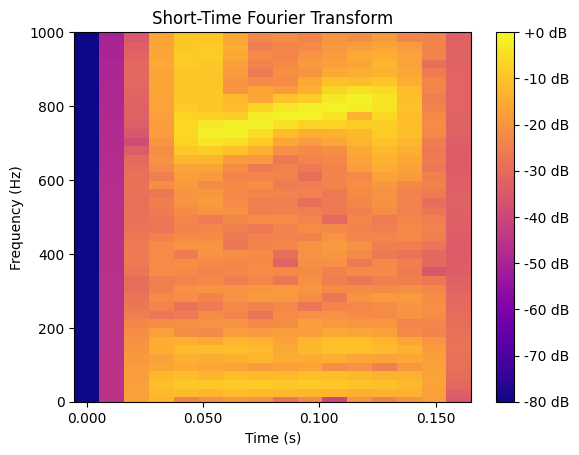 Short-Time Fourier Transform
Frequency (Hz)
1000
800
600
400
200
0
0.000
0.050
0.100
0.150
Time (s)
+0 dB
-10 dB
-20 dB
-30 dB
-40 dB
-50 dB
-60 dB
-70 dB
-80 dB